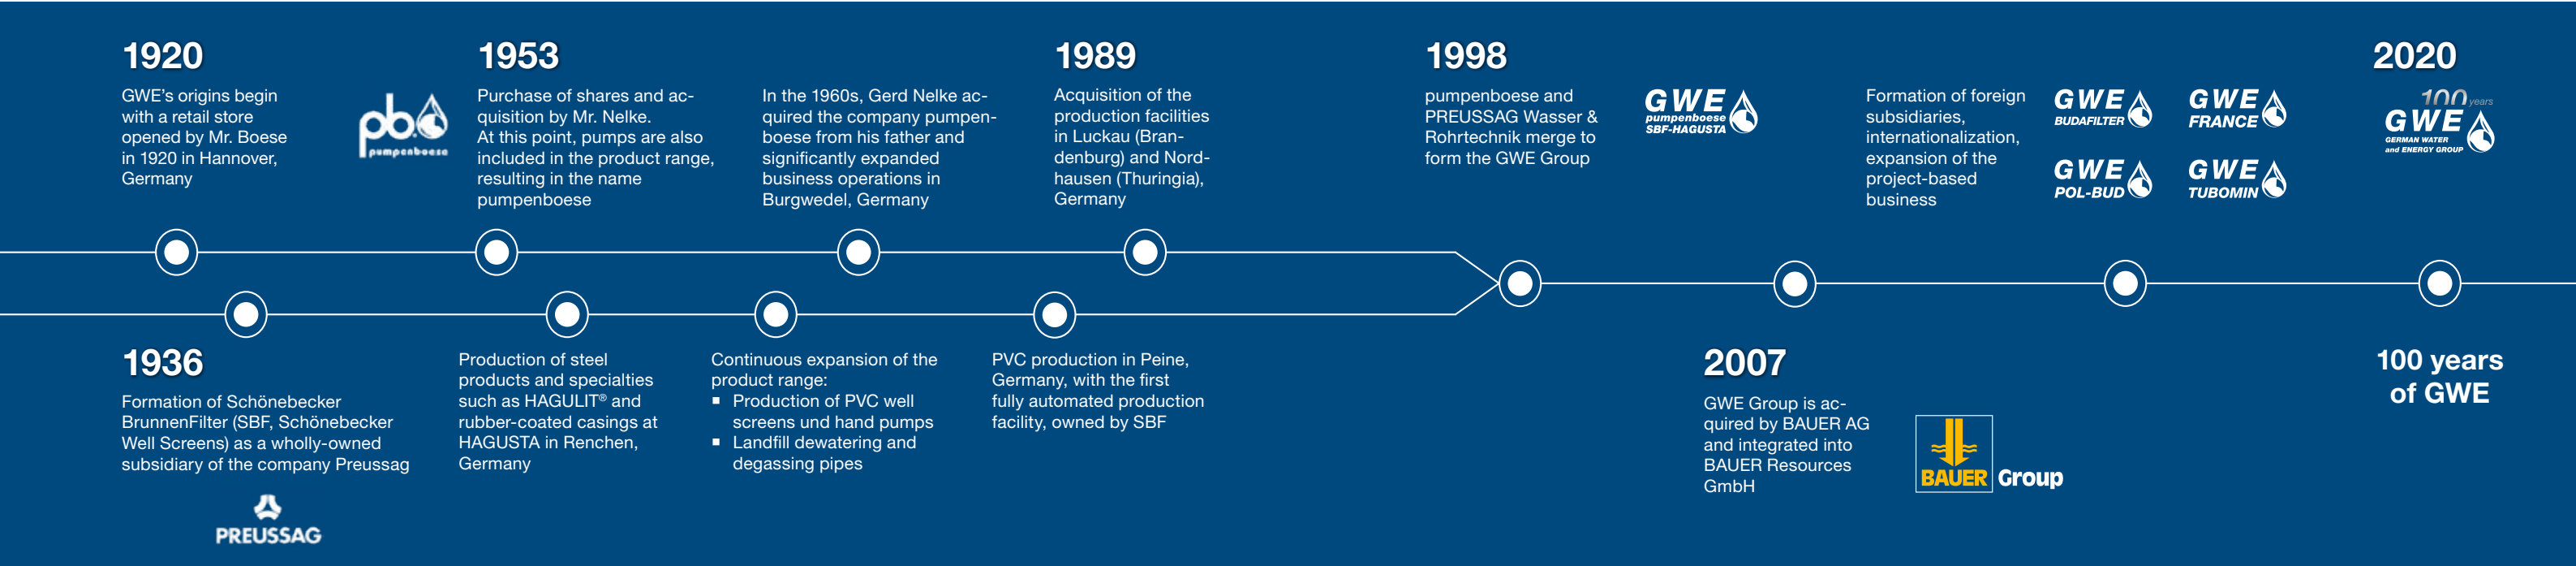 1920
GWE's origins begin
with a retail store
opened by Mr. Boese
in 1920 in Hannover,
Germany
pb.
pumpenboese
1953
Purchase of shares and ac-
quisition by Mr. Nelke.
At this point, pumps are also
included in the product range,
resulting in the name
pumpenboese
In the 1960s, Gerd Nelke ac-
quired the company pumpen-
boese from his father and
significantly expanded
business operations in
Burgwedel, Germany
1989
Acquisition of the
production facilities
in Luckau (Bran-
denburg) and Nord-
hausen (Thuringia),
Germany
1998
pumpenboese and
PREUSSAG Wasser &
Rohrtechnik merge to
form the GWE Group
GWE
pumpenboese
SBF-HAGUSTA
Formation of foreign
subsidiaries,
internationalization,
expansion of the
project-based
business
GWE
BUDAFILTER
GWE
FRANCE
GWE
POL-BUD
GWE
TUBOMIN
2020
100 years
GWE
GERMAN WATER
and ENERGY GROUP
1936
Formation of Schönebecker
BrunnenFilter (SBF, Schönebecker
Well Screens) as a wholly-owned
subsidiary of the company Preussag
PREUSSAG
Production of steel
products and specialties
such as HAGULIT® and
rubber-coated casings at
HAGUSTA in Renchen,
Germany
Continuous expansion of the
product range:
▪ Production of PVC well
screens und hand pumps
▪ Landfill dewatering and
degassing pipes
PVC production in Peine,
Germany, with the first
fully automated production
facility, owned by SBF
2007
GWE Group is ac-
quired by BAUER AG
and integrated into
BAUER Resources
GmbH
BAUER Group
100 years
of GWE